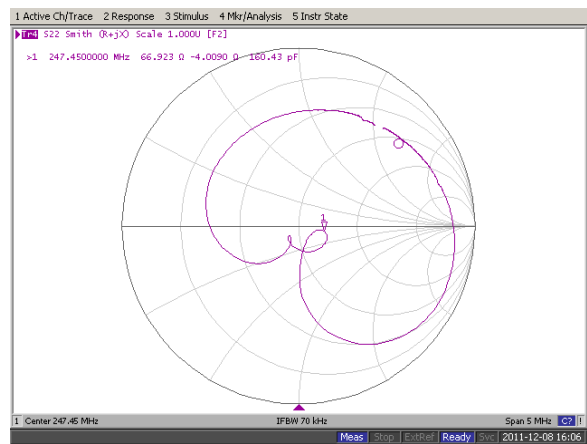 1 Active Ch/Trace 2 Response 3 Stimulus 4 Mkr/Analysis 5 Instr State
Tr4 S22 Smith (R+jX) Scale 1.000U [F2]
>1 247.4500000 MHz 66.923 Ω -4.0090 Ω 160.43 pF
1
1 Center 247.45 MHz IFBW 70 kHz Span 5 MHz C? !
Meas Stop ExtRef Ready Svc 2011-12-08 16:06